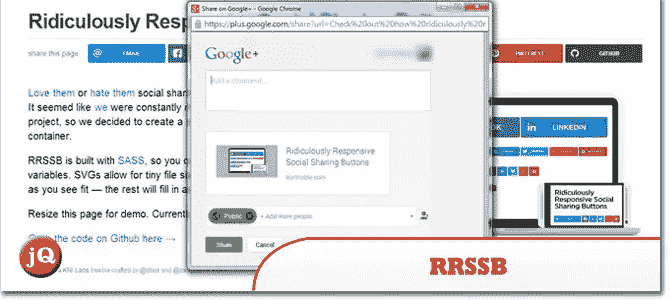 Ridiculously Resp
share this page:
EMAIL
PINTEREST
GITHUB
Love them or hate them social shar
It seemed like we were constantly r
project, so we decided to create a
container.
RRSSB is built with SASS, so you c
variables. SVGs allow for tiny file si
as you see fit — the rest will fill in a
Resize this page for demo. Current
the code on Github here →
Share on Google+ - Google Chrome
https://plus.google.com/share?url=Check%20out%20how%20ridiculously%20r
Google+
Add a comment...
Ridiculously Responsive
Social Sharing Buttons
kurtnoble.com
Public
+ Add more people
Share
Cancel
LINKEDIN
Ridiculously
Responsive Social
Sharing Buttons
jQ
RRSSB